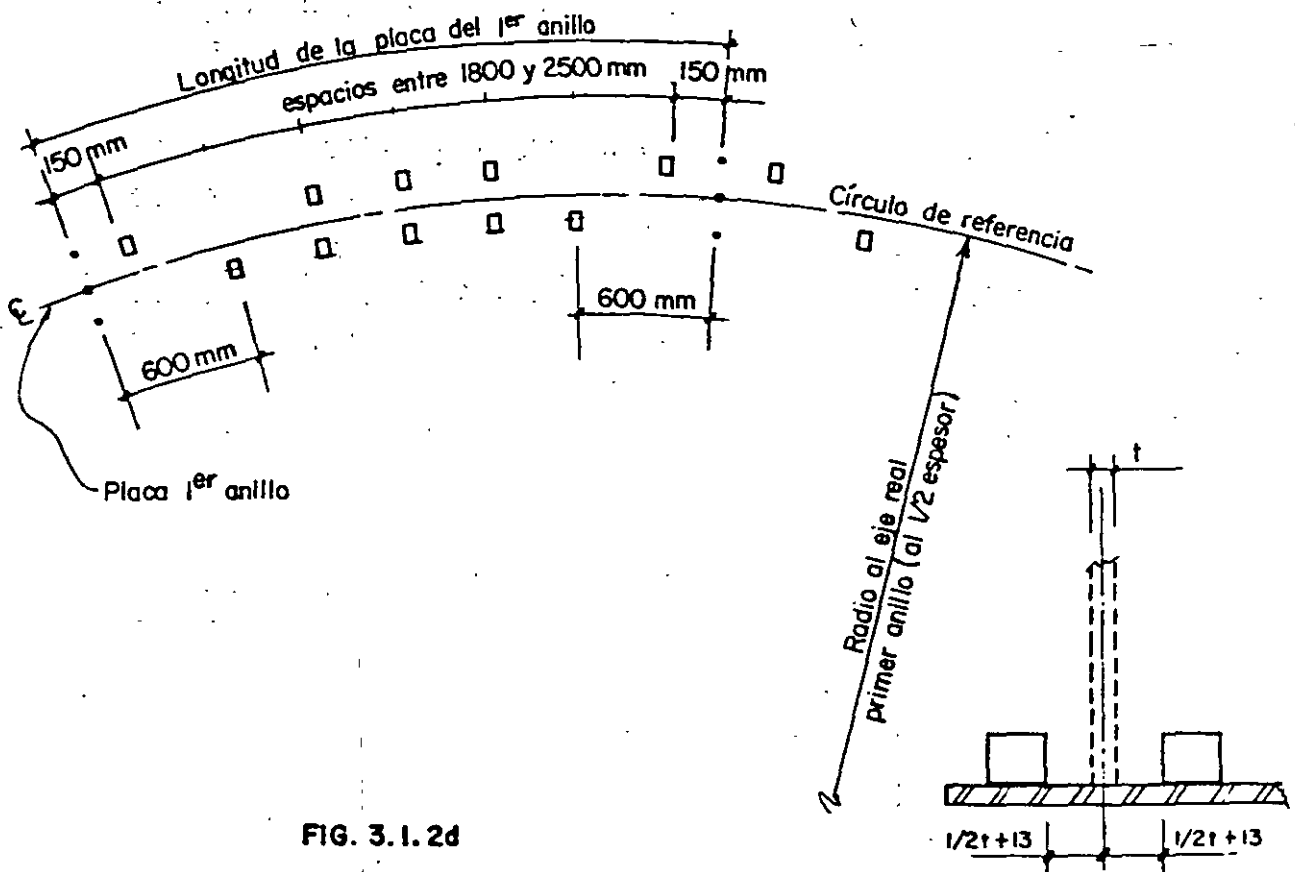 Longitud de la placa del 1er anillo
espacios entre 1800 y 2500 mm
150 mm
150 mm
Círculo de referencia
600 mm
600 mm
℄
Placa 1er anillo
Radio al eje real
primer anillo (al 1/2 espesor)
t
1/2t+13
1/2t+13
FIG. 3.1.2d